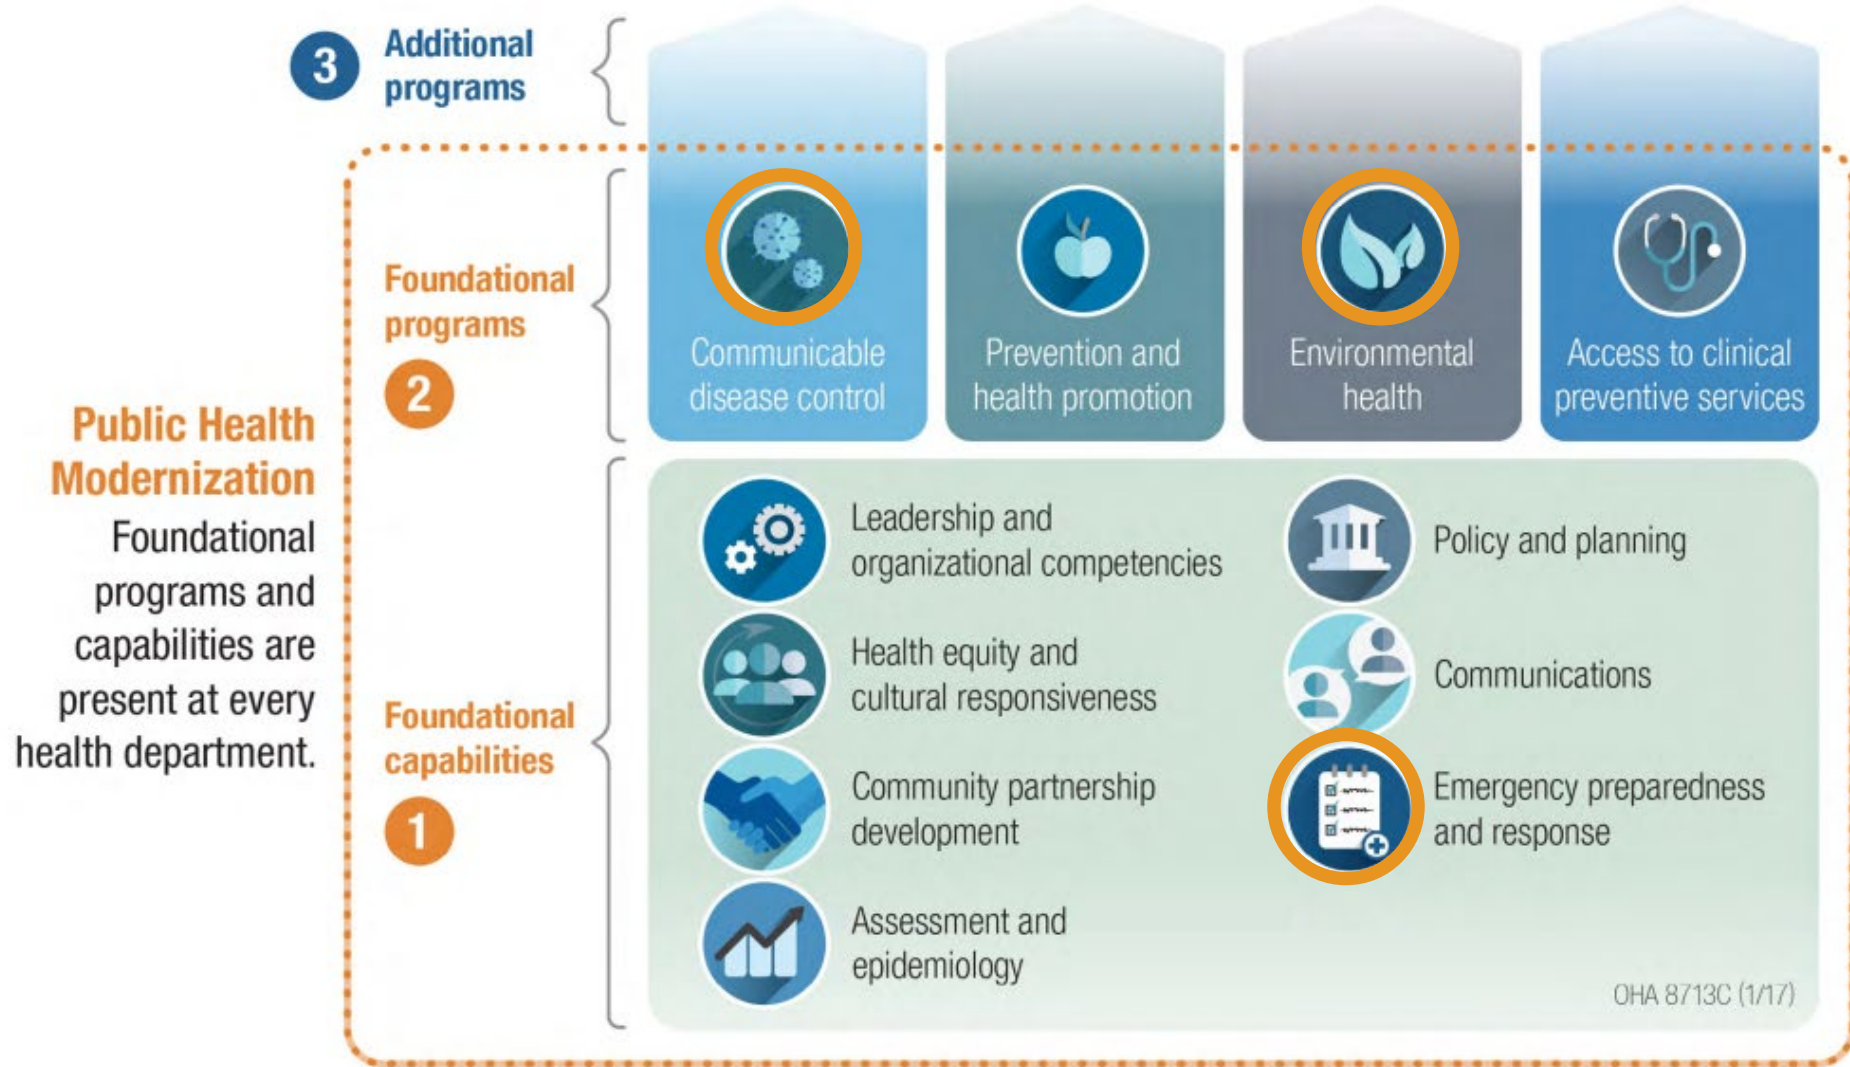 3
Additional
programs
Foundational
programs
2
Communicable
disease control
Prevention and
health promotion
Environmental
health
Access to clinical
preventive services
Public Health
Modernization
Foundational
programs and
capabilities are
present at every
health department.
Foundational
capabilities
1
Leadership and
organizational competencies
Health equity and
cultural responsiveness
Community partnership
development
Assessment and
epidemiology
Policy and planning
Communications
Emergency preparedness
and response
OHA 8713C (1/17)